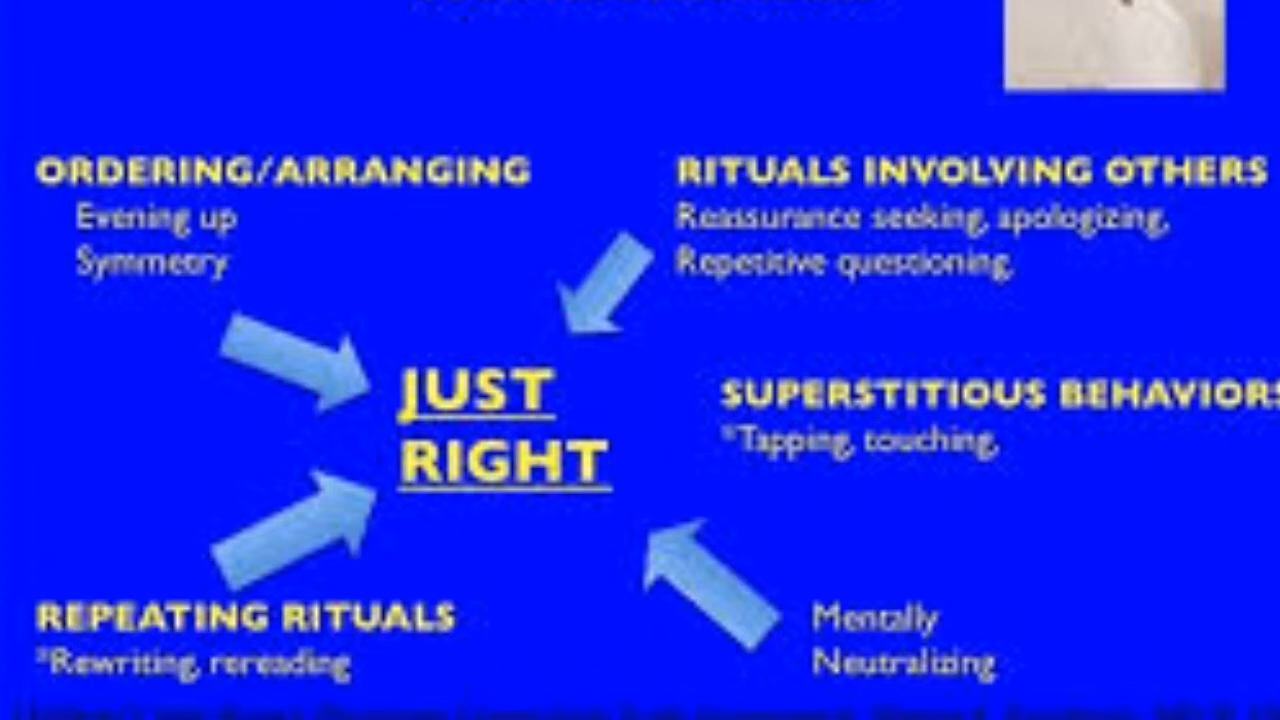 ORDERING/ARRANGING
Evening up
Symmetry
RITUALS INVOLVING OTHERS
Reassurance seeking, apologizing,
Repetitive questioning,
JUST
RIGHT
SUPERSTITIOUS BEHAVIORS
*Tapping, touching,
REPEATING RITUALS
*Rewriting, rereading
Mentally
Neutralizing